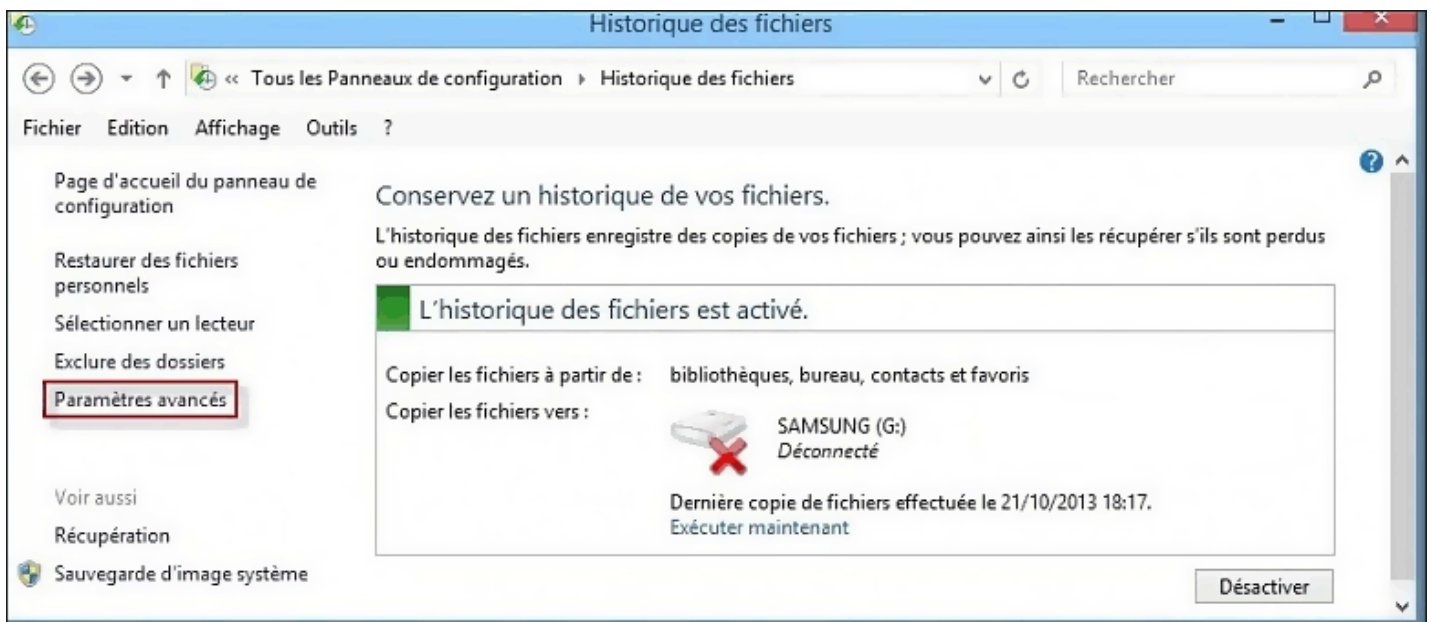 Historique des fichiers
« Tous les Panneaux de configuration Historique des fichiers
Rechercher
Fichier Edition Affichage Outils ?
Page d'accueil du panneau de
configuration
Restaurer des fichiers
personnels
Sélectionner un lecteur
Exclure des dossiers
Paramètres avancés
Voir aussi
Récupération
Sauvegarde d'image système
?
Conservez un historique de vos fichiers.
L'historique des fichiers enregistre des copies de vos fichiers ; vous pouvez ainsi les récupérer s'ils sont perdus
ou endommagés.
L'historique des fichiers est activé.
Copier les fichiers à partir de : bibliothèques, bureau, contacts et favoris
Copier les fichiers vers :
SAMSUNG (G:)
Déconnecté
Dernière copie de fichiers effectuée le 21/10/2013 18:17.
Exécuter maintenant
Désactiver